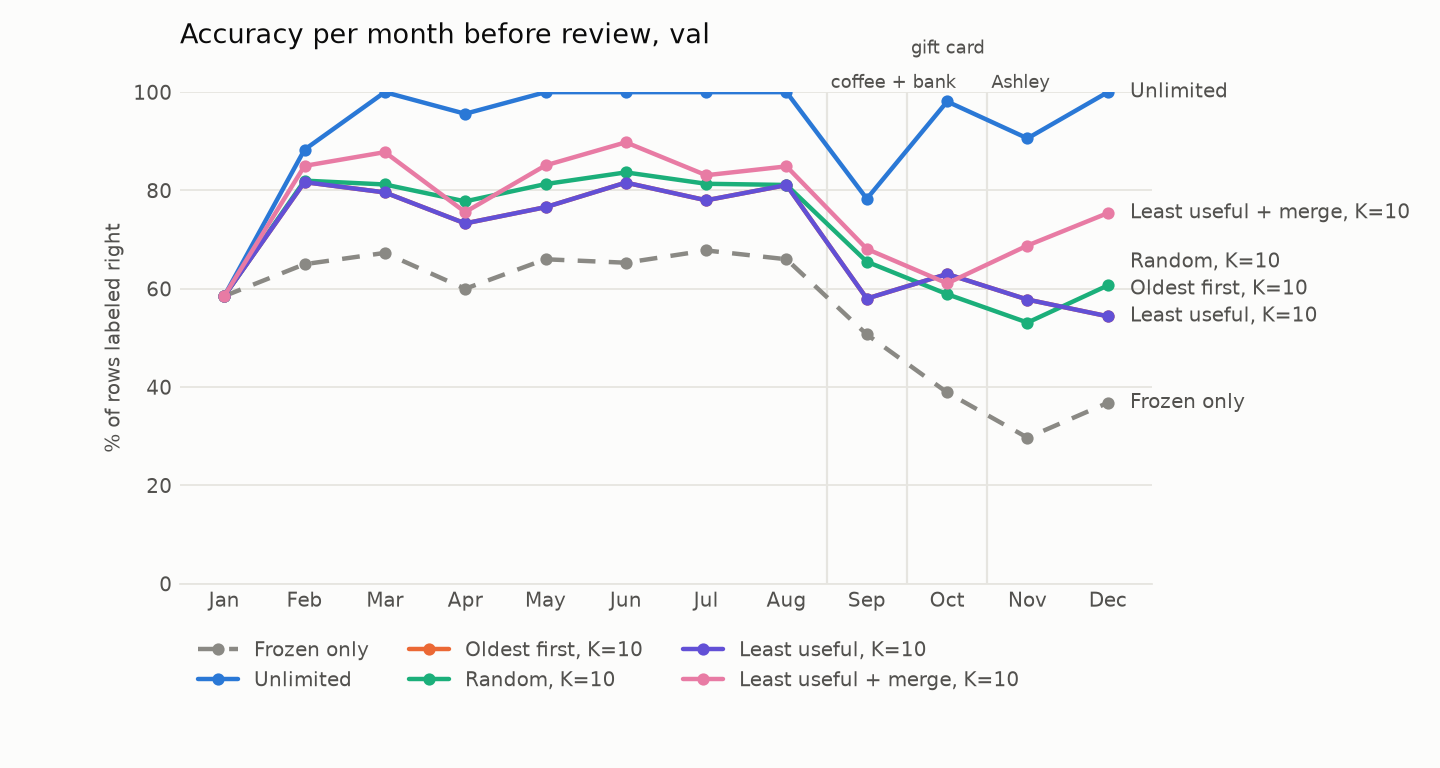 Accuracy per month before review, val
gift card
coffee + bank
Ashley
% of rows labeled right
100
80
60
40
20
0
Jan
Feb
Mar
Apr
May
Jun
Jul
Aug
Sep
Oct
Nov
Dec
Unlimited
Least useful + merge, K=10
Random, K=10
Oldest first, K=10
Least useful, K=10
Frozen only
Frozen only
Oldest first, K=10
Least useful, K=10
Unlimited
Random, K=10
Least useful + merge, K=10